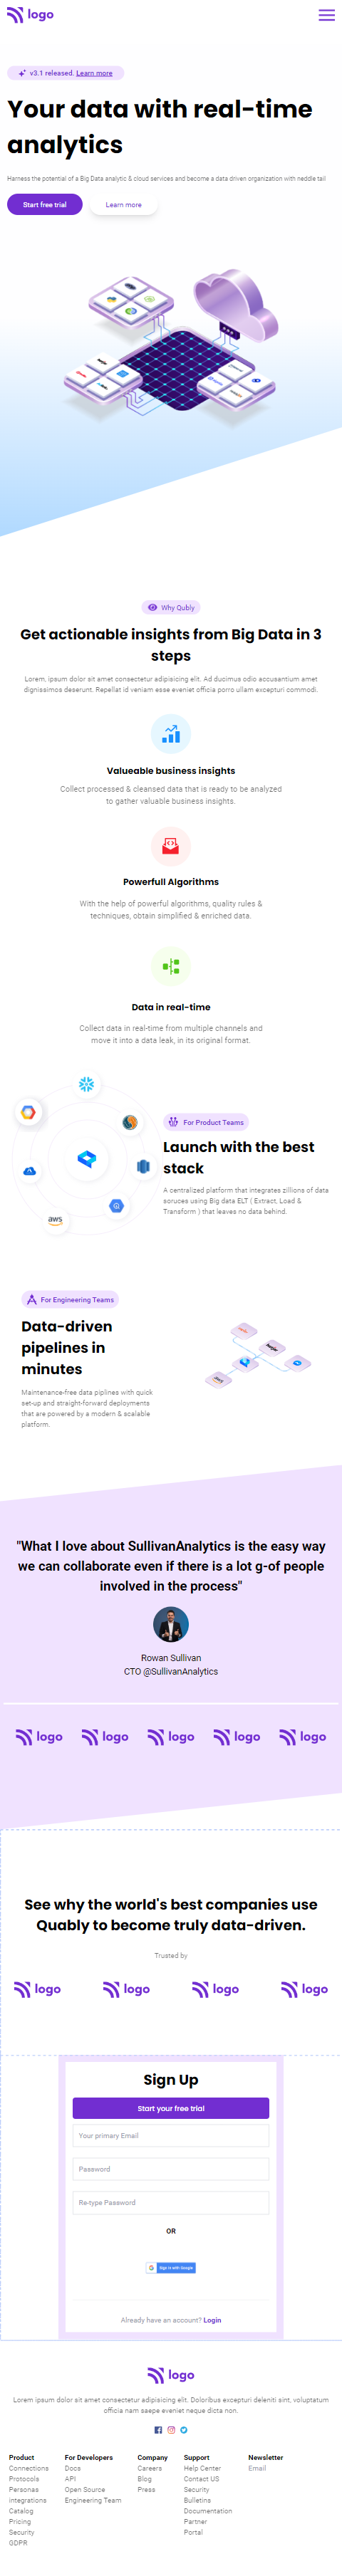 logo
v3.1 released. Learn more
Your data with real-time
analytics
Harness the potential of a Big Data analytic & cloud services and become a data driven organization with neddle tail
Start free trial
Learn more
Why Qubly
Get actionable insights from Big Data in 3
steps
Lorem, ipsum dolor sit amet consectetur adipisicing elit. Ad ducimus odio accusantium amet
dignissimos deserunt. Repellat id veniam esse eveniet officia porro ullam excepturi commodi.
Valueable business insights
Collect processed & cleansed data that is ready to be analyzed
to gather valuable business insights.
Powerfull Algorithms
With the help of powerful algorithms, quality rules &
techniques, obtain simplified & enriched data.
Data in real-time
Collect data in real-time from multiple channels and
move it into a data leak, in its original format.
aws
For Product Teams
Launch with the best
stack
A centralized platform that integrates zillions of data
soruces using Big data ELT ( Extract, Load &
Transform ) that leaves no data behind.
For Engineering Teams
Data-driven
pipelines in
minutes
Maintenance-free data piplines with quick
set-up and straight-forward deployments
that are powered by a modern & scalable
platform.
aws
"What I love about SullivanAnalytics is the easy way
we can collaborate even if there is a lot g-of people
involved in the process"
Rowan Sullivan
CTO @SullivanAnalytics
logo logo logo logo logo
See why the world's best companies use
Quably to become truly data-driven.
Trusted by
logo logo logo logo
Sign Up
Start your free trial
Your primary Email
Password
Re-type Password
OR
Sign in with Google
Already have an account? Login
logo
Lorem ipsum dolor sit amet consectetur adipisicing elit. Doloribus excepturi deleniti sint, voluptatum
officia nam saepe eveniet neque dicta non.
Product
Connections
Protocols
Personas
integrations
Catalog
Pricing
Security
GDPR
For Developers
Docs
API
Open Source
Engineering Team
Company
Careers
Blog
Press
Support
Help Center
Contact US
Security
Bulletins
Documentation
Partner
Portal
Newsletter
Email